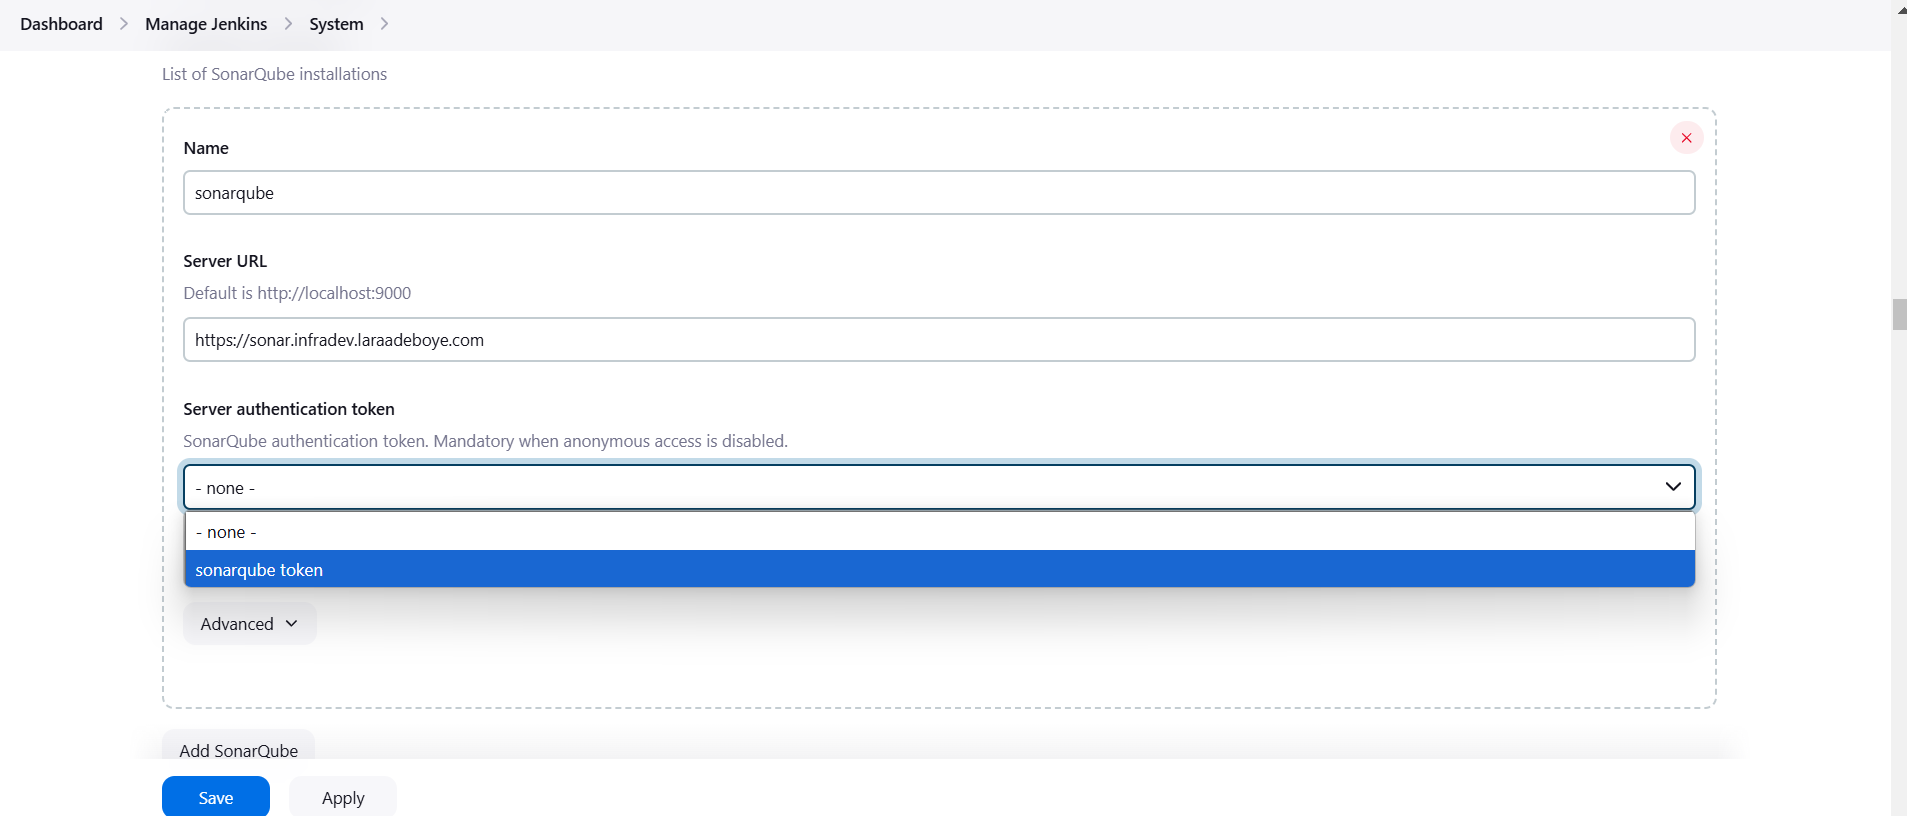 Dashboard
Manage Jenkins
System
List of SonarQube installations
Name
sonarqube
Server URL
Default is http://localhost:9000
https://sonar.infradev.laraadeboye.com
Server authentication token
SonarQube authentication token. Mandatory when anonymous access is disabled.
- none -
- none -
sonarqube token
Advanced
Add SonarQube
Save
Apply